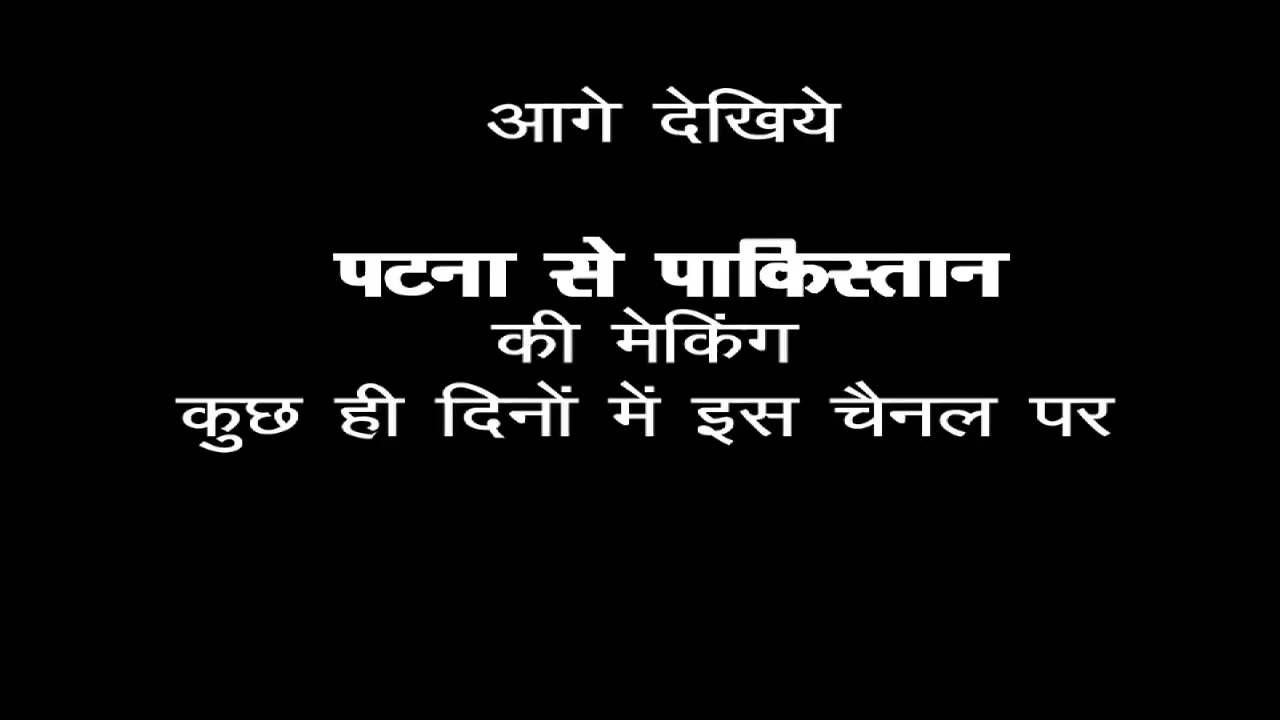 आगे देखिये
पटना से पाकिस्तान
की मेकिंग
कुछ ही दिनों में इस चैनल पर